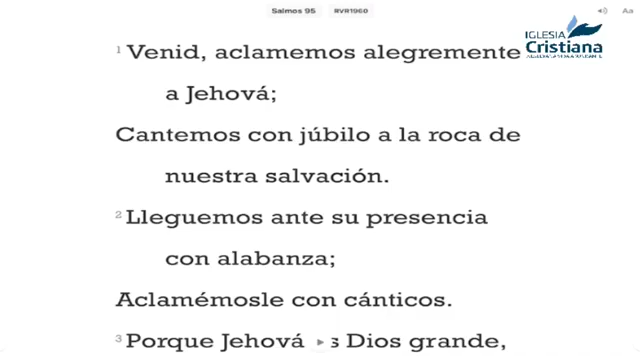 Salmos 95 RVR1960 Aa
IGLESIA
Cristiana
1 Venid, aclamemos alegremente
a Jehová;
Cantemos con júbilo a la roca de
nuestra salvación.
2 Lleguemos ante su presencia
con alabanza;
Aclamémosle con cánticos.
3 Porque Jehová s Dios grande,